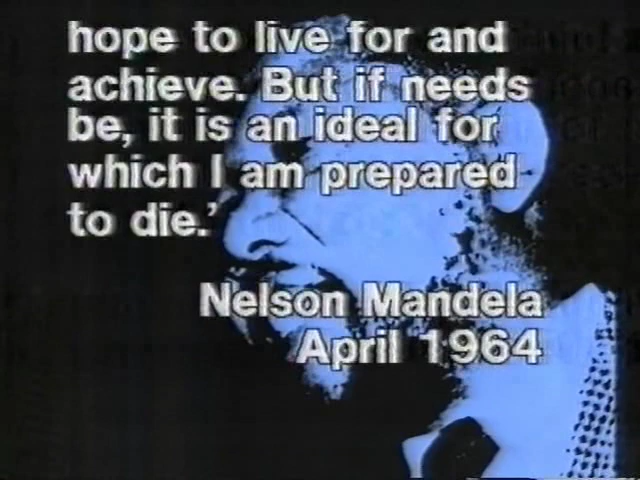 hope to live for and
achieve. But if needs
be, it is an ideal for
which I am prepared
to die.'
Nelson Mandela
April 1964